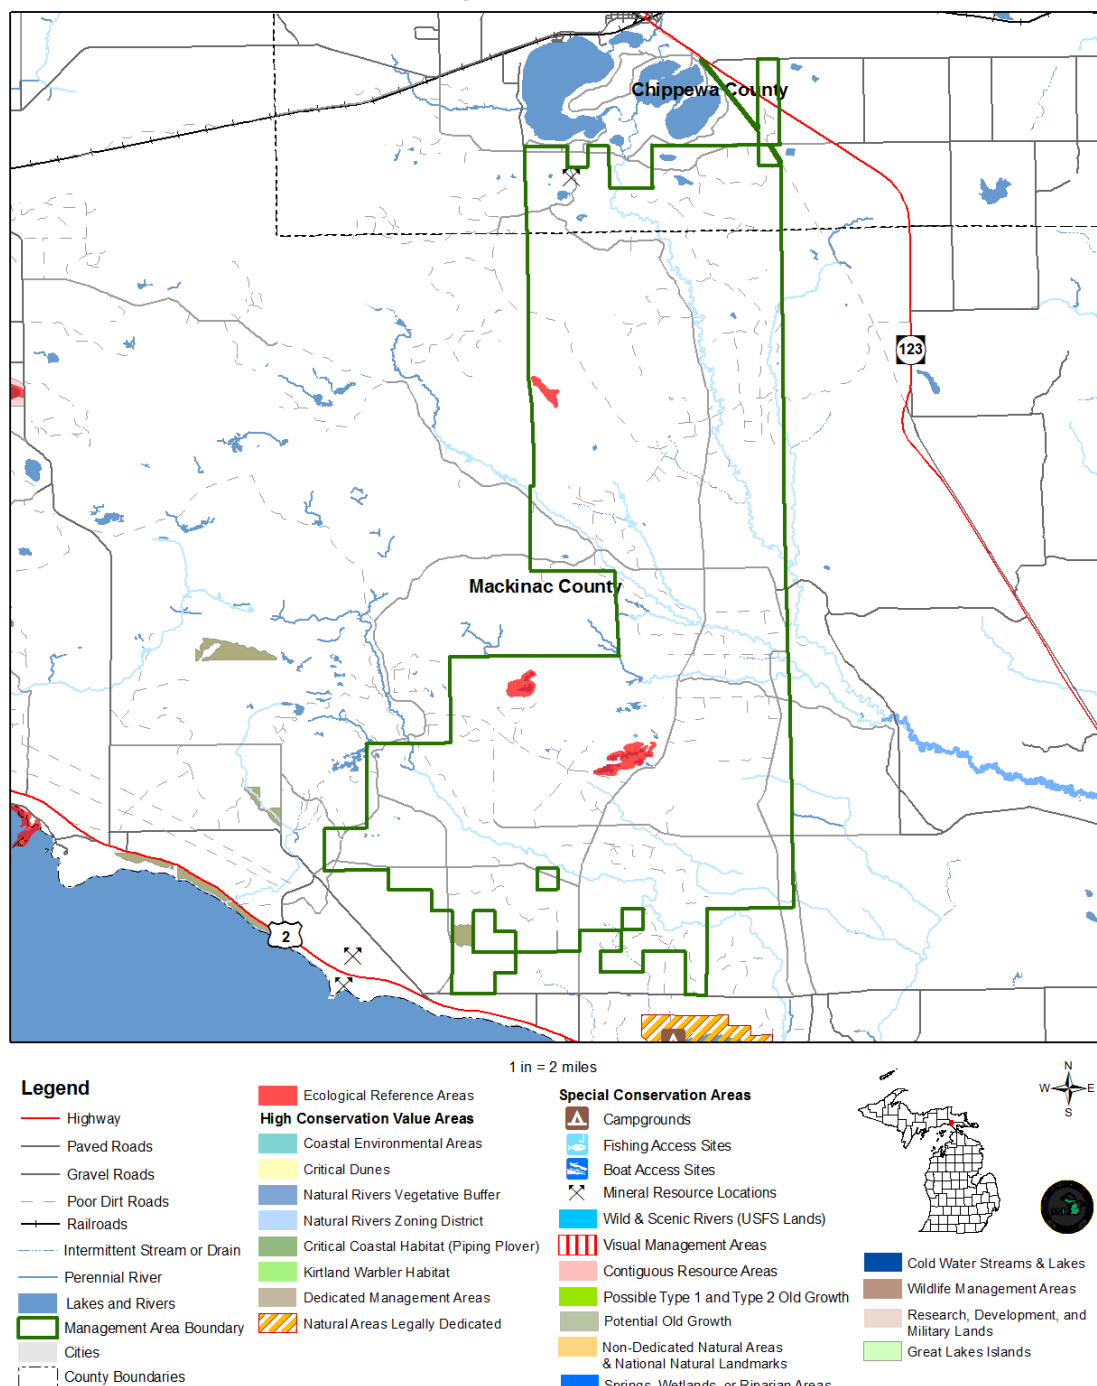 Chippewa County
123
Mackinac County
2
1 in = 2 miles
Legend
Highway
Paved Roads
Gravel Roads
Poor Dirt Roads
Railroads
Intermittent Stream or Drain
Perennial River
Lakes and Rivers
Management Area Boundary
Cities
County Boundaries
Ecological Reference Areas
High Conservation Value Areas
Coastal Environmental Areas
Critical Dunes
Natural Rivers Vegetative Buffer
Natural Rivers Zoning District
Critical Coastal Habitat (Piping Plover)
Kirtland Warbler Habitat
Dedicated Management Areas
Natural Areas Legally Dedicated
Special Conservation Areas
Campgrounds
Fishing Access Sites
Boat Access Sites
Mineral Resource Locations
Wild & Scenic Rivers (USFS Lands)
Visual Management Areas
Contiguous Resource Areas
Possible Type 1 and Type 2 Old Growth
Potential Old Growth
Non-Dedicated Natural Areas
& National Natural Landmarks
Springs, Wetlands, or Riparian Areas
N
W E
S
Cold Water Streams & Lakes
Wildlife Management Areas
Research, Development, and
Military Lands
Great Lakes Islands